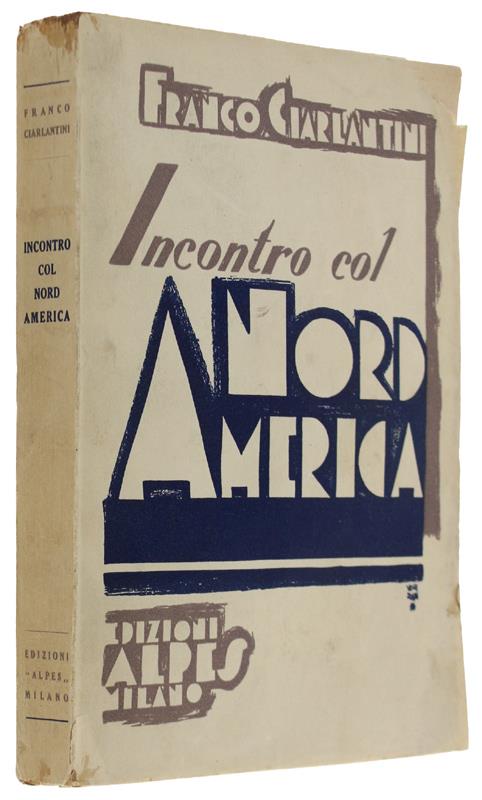 FRANCO
CIARLANTINI
INCONTRO
COL
NORD
AMERICA
EDIZIONI
"ALPES"
MILANO
FRANCO CIARLANTINI
Incontro col
NORD
AMERICA
EDIZIONI
ALPES
MILANO